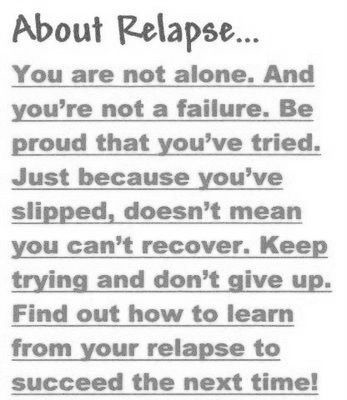 About Relapse...
You are not alone. And
you're not a failure. Be
proud that you've tried.
Just because you've
slipped, doesn't mean
you can't recover. Keep
trying and don't give up.
Find out how to learn
from your relapse to
succeed the next time!